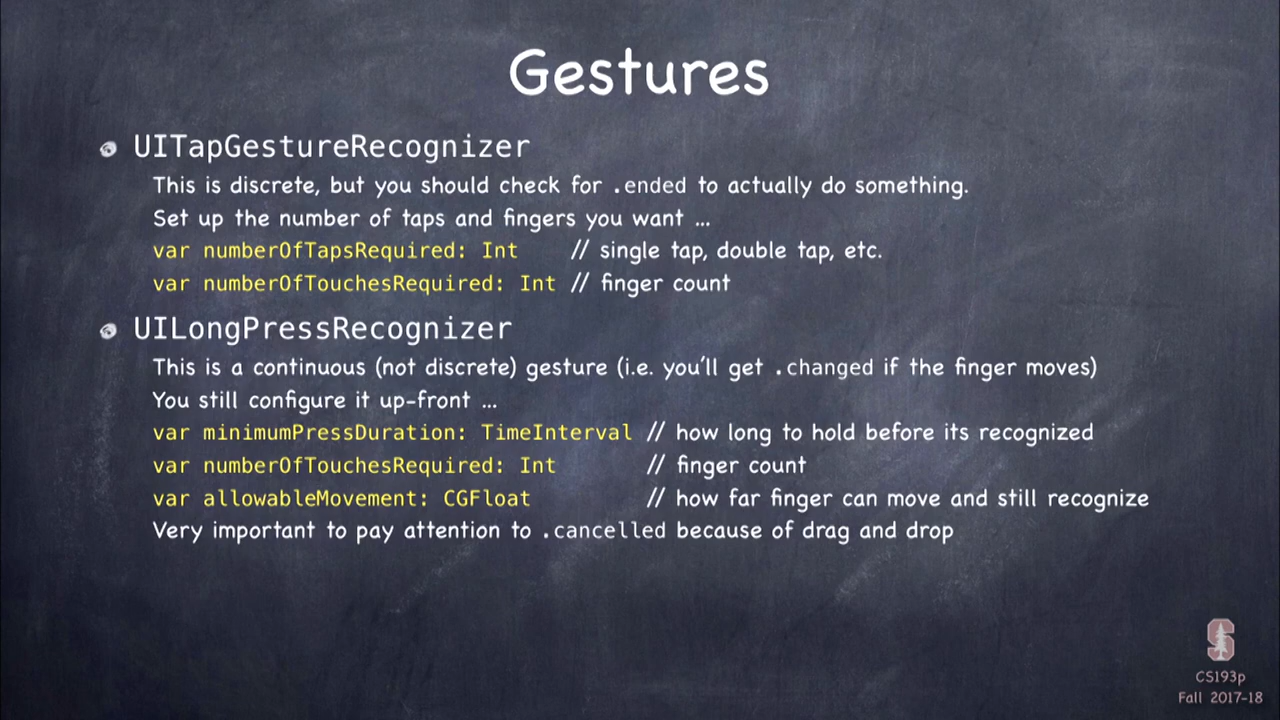 Gestures
UITapGestureRecognizer
This is discrete, but you should check for .ended to actually do something.
Set up the number of taps and fingers you want ...
var numberOfTapsRequired: Int // single tap, double tap, etc.
var numberOfTouchesRequired: Int // finger count
UILongPressRecognizer
This is a continuous (not discrete) gesture (i.e. you'll get .changed if the finger moves)
You still configure it up-front ...
var minimumPressDuration: TimeInterval // how long to hold before its recognized
var numberOfTouchesRequired: Int // finger count
var allowableMovement: CGFloat // how far finger can move and still recognize
Very important to pay attention to .cancelled because of drag and drop
S
CS193p
Fall 2017-18